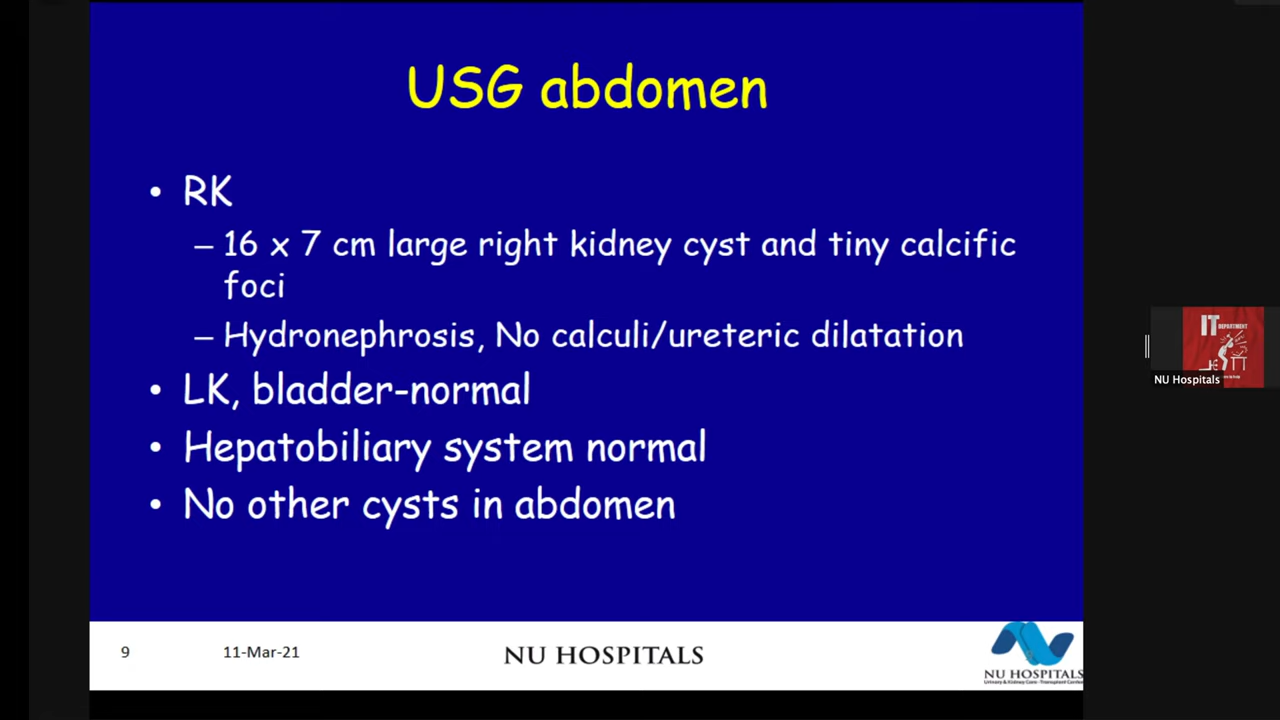 USG abdomen
• RK
– 16 x 7 cm large right kidney cyst and tiny calcific
foci
– Hydronephrosis, No calculi/ureteric dilatation
• LK, bladder-normal
• Hepatobiliary system normal
• No other cysts in abdomen
IT
DEPARTMENT
NU Hospitals
9
11-Mar-21
NU HOSPITALS
NU HOSPITALS